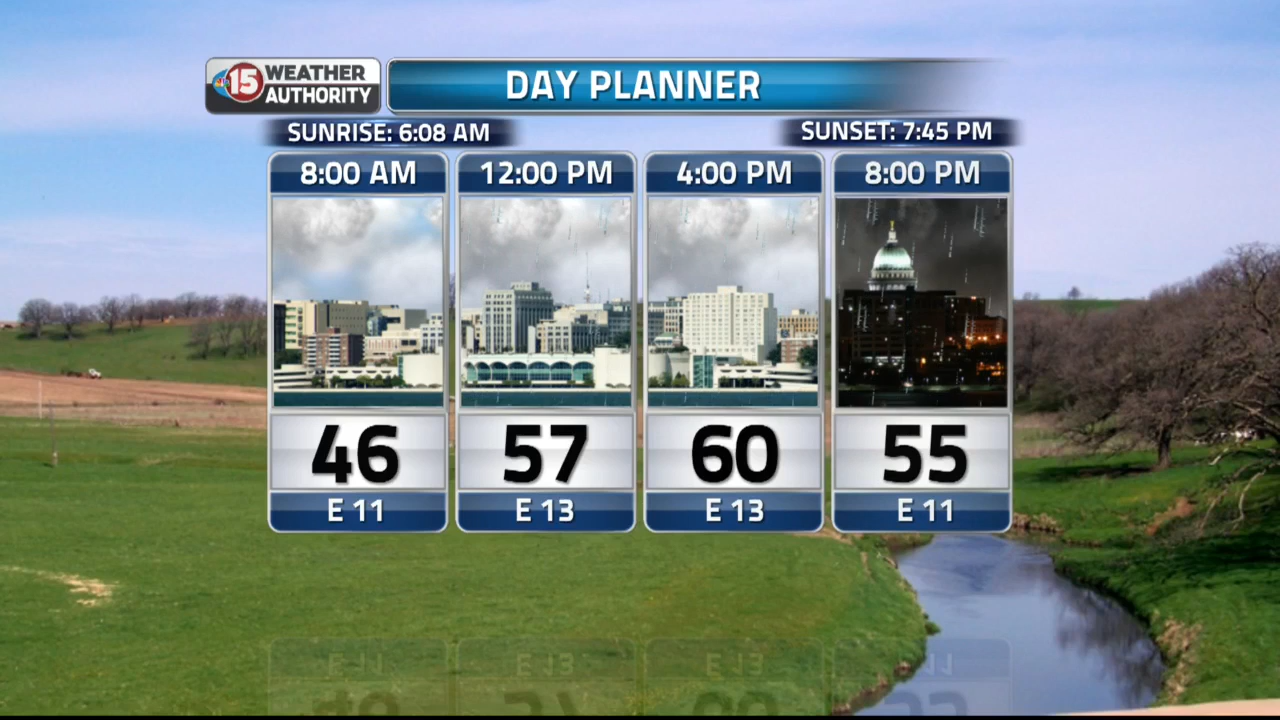 15 WEATHER AUTHORITY
DAY PLANNER
SUNRISE: 6:08 AM
SUNSET: 7:45 PM
8:00 AM
12:00 PM
4:00 PM
8:00 PM
46
57
60
55
E 11
E 13
E 13
E 11